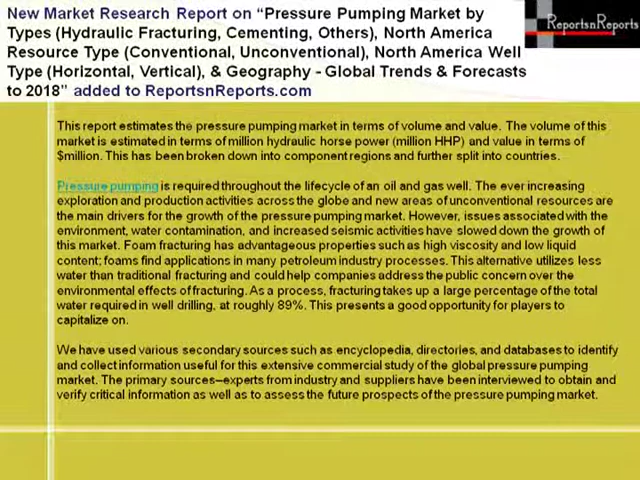 New Market Research Report on “Pressure Pumping Market by
Types (Hydraulic Fracturing, Cementing, Others), North America
Resource Type (Conventional, Unconventional), North America Well
Type (Horizontal, Vertical), & Geography - Global Trends & Forecasts
to 2018” added to ReportsnReports.com
ReportsnReports
This report estimates the pressure pumping market in terms of volume and value. The volume of this
market is estimated in terms of million hydraulic horse power (million HHP) and value in terms of
$million. This has been broken down into component regions and further split into countries.
Pressure pumping is required throughout the lifecycle of an oil and gas well. The ever increasing
exploration and production activities across the globe and new areas of unconventional resources are
the main drivers for the growth of the pressure pumping market. However, issues associated with the
environment, water contamination, and increased seismic activities have slowed down the growth of
this market. Foam fracturing has advantageous properties such as high viscosity and low liquid
content; foams find applications in many petroleum industry processes. This alternative utilizes less
water than traditional fracturing and could help companies address the public concern over the
environmental effects of fracturing. As a process, fracturing takes up a large percentage of the total
water required in well drilling, at roughly 89%. This presents a good opportunity for players to
capitalize on.
We have used various secondary sources such as encyclopedia, directories, and databases to identify
and collect information useful for this extensive commercial study of the global pressure pumping
market. The primary sources–experts from industry and suppliers have been interviewed to obtain and
verify critical information as well as to assess the future prospects of the pressure pumping market.